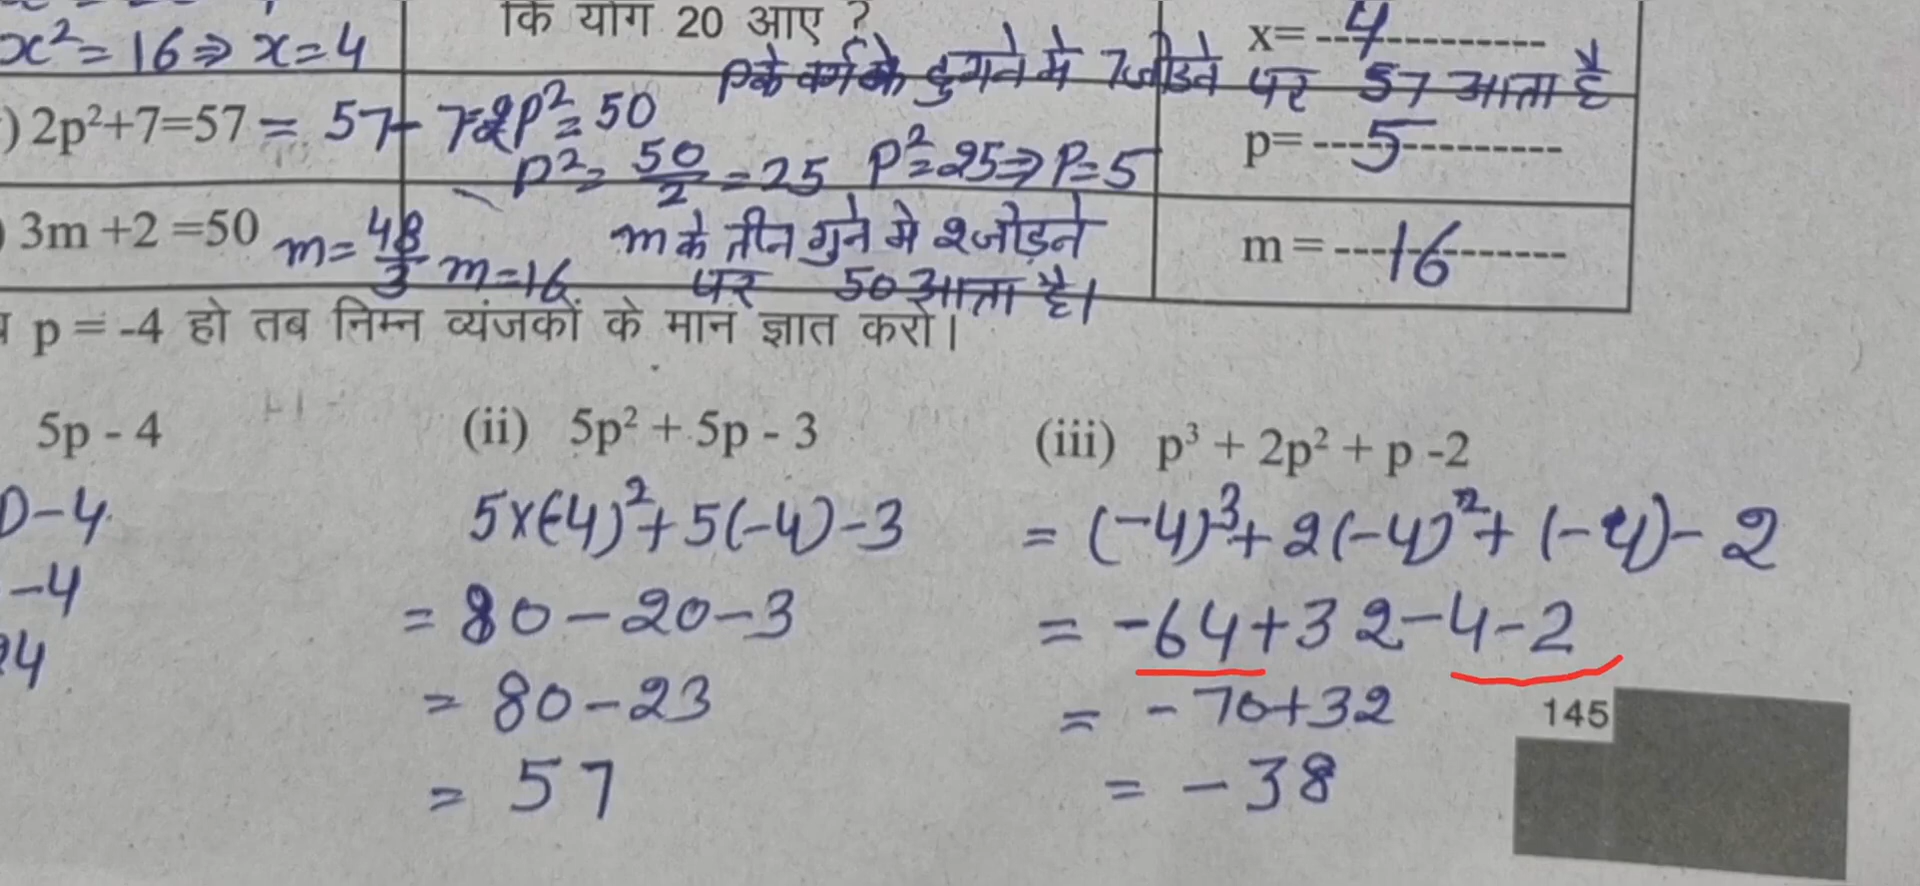 x² = 16 ⇒ x = 4
कि योग 20 आए ?
x= 4
) 2p²+7=57 = 57 - 7 = 2p² = 50
p के वर्ग के दुगने मे 7 जोड़ने पर 57 आता है
p² = 50/2 = 25 p² = 25 ⇒ P = 5
p= 5
) 3m +2 =50 m = 48/3 m = 16
m के तीन गुने मे 2 जोड़ने
पर 50 आता है।
m = 16
p = -4 हो तब निम्न व्यंजकों के मान ज्ञात करो।
5p - 4
-4
-4
24
(ii) 5p² + 5p - 3
5×(-4)²+ 5(-4) -3
= 80 - 20 - 3
= 80 - 23
= 57
(iii) p³ + 2p² + p -2
= (-4)³+ 2(-4)²+ (-4) - 2
= -64+32-4-2
= -70+32
= -38
145